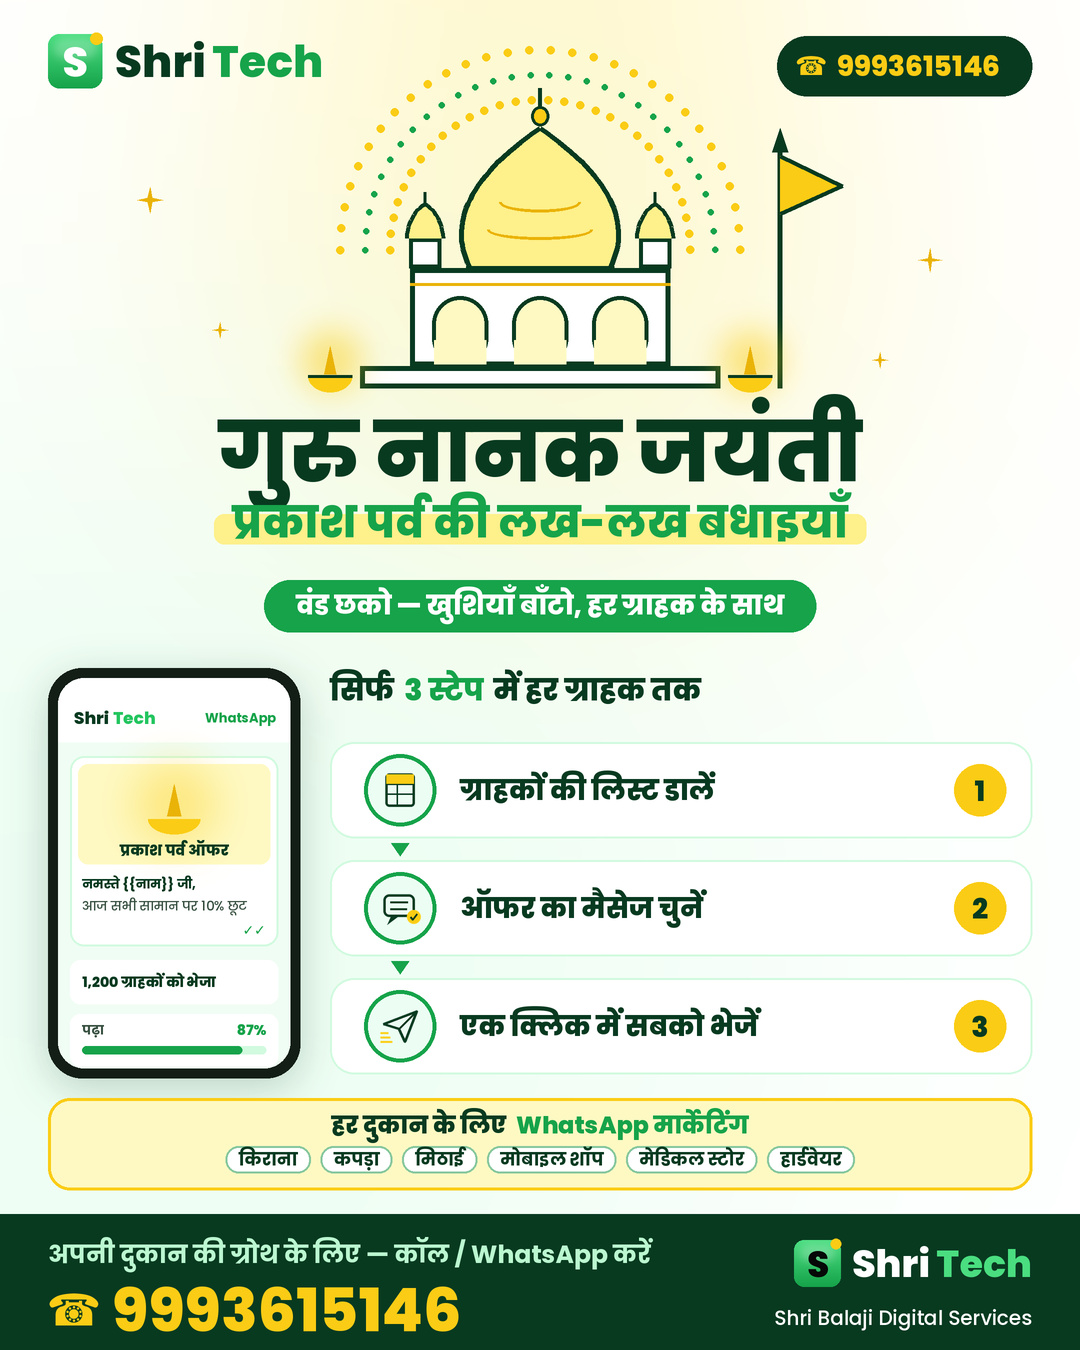 S Shri Tech
☎ 9993615146
गुरु नानक जयंती
प्रकाश पर्व की लख-लख बधाइयाँ
वंड छको — खुशियाँ बाँटो, हर ग्राहक के साथ
Shri Tech WhatsApp
प्रकाश पर्व ऑफर
नमस्ते {{नाम}} जी,
आज सभी सामान पर 10% छूट
✓✓
1,200 ग्राहकों को भेजा
पढ़ा 87%
सिर्फ 3 स्टेप में हर ग्राहक तक
ग्राहकों की लिस्ट डालें 1
ऑफर का मैसेज चुनें 2
एक क्लिक में सबको भेजें 3
हर दुकान के लिए WhatsApp मार्केटिंग
किराना कपड़ा मिठाई मोबाइल शॉप मेडिकल स्टोर हार्डवेयर
अपनी दुकान की ग्रोथ के लिए — कॉल / WhatsApp करें
☎ 9993615146
S Shri Tech
Shri Balaji Digital Services